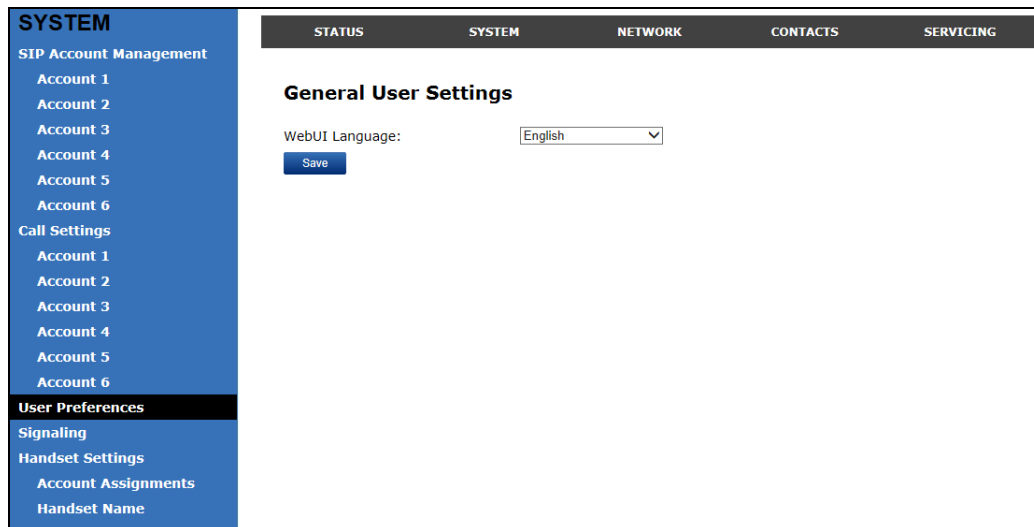 SYSTEM
SIP Account Management
Account 1
Account 2
Account 3
Account 4
Account 5
Account 6
Call Settings
Account 1
Account 2
Account 3
Account 4
Account 5
Account 6
User Preferences
Signaling
Handset Settings
Account Assignments
Handset Name
STATUS SYSTEM NETWORK CONTACTS SERVICING
General User Settings
WebUI Language: English
Save